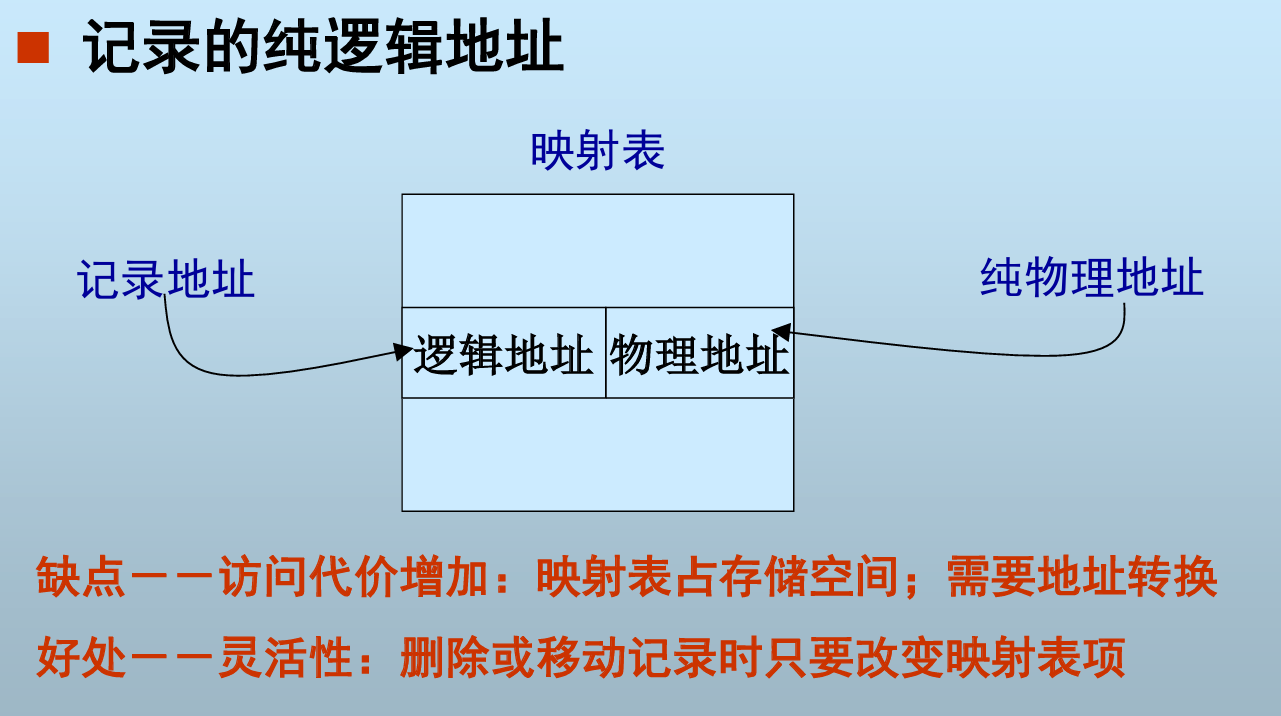 记录的纯逻辑地址
映射表
记录地址
纯物理地址
逻辑地址
物理地址
缺点——访问代价增加：映射表占存储空间；需要地址转换
好处——灵活性：删除或移动记录时只要改变映射表项